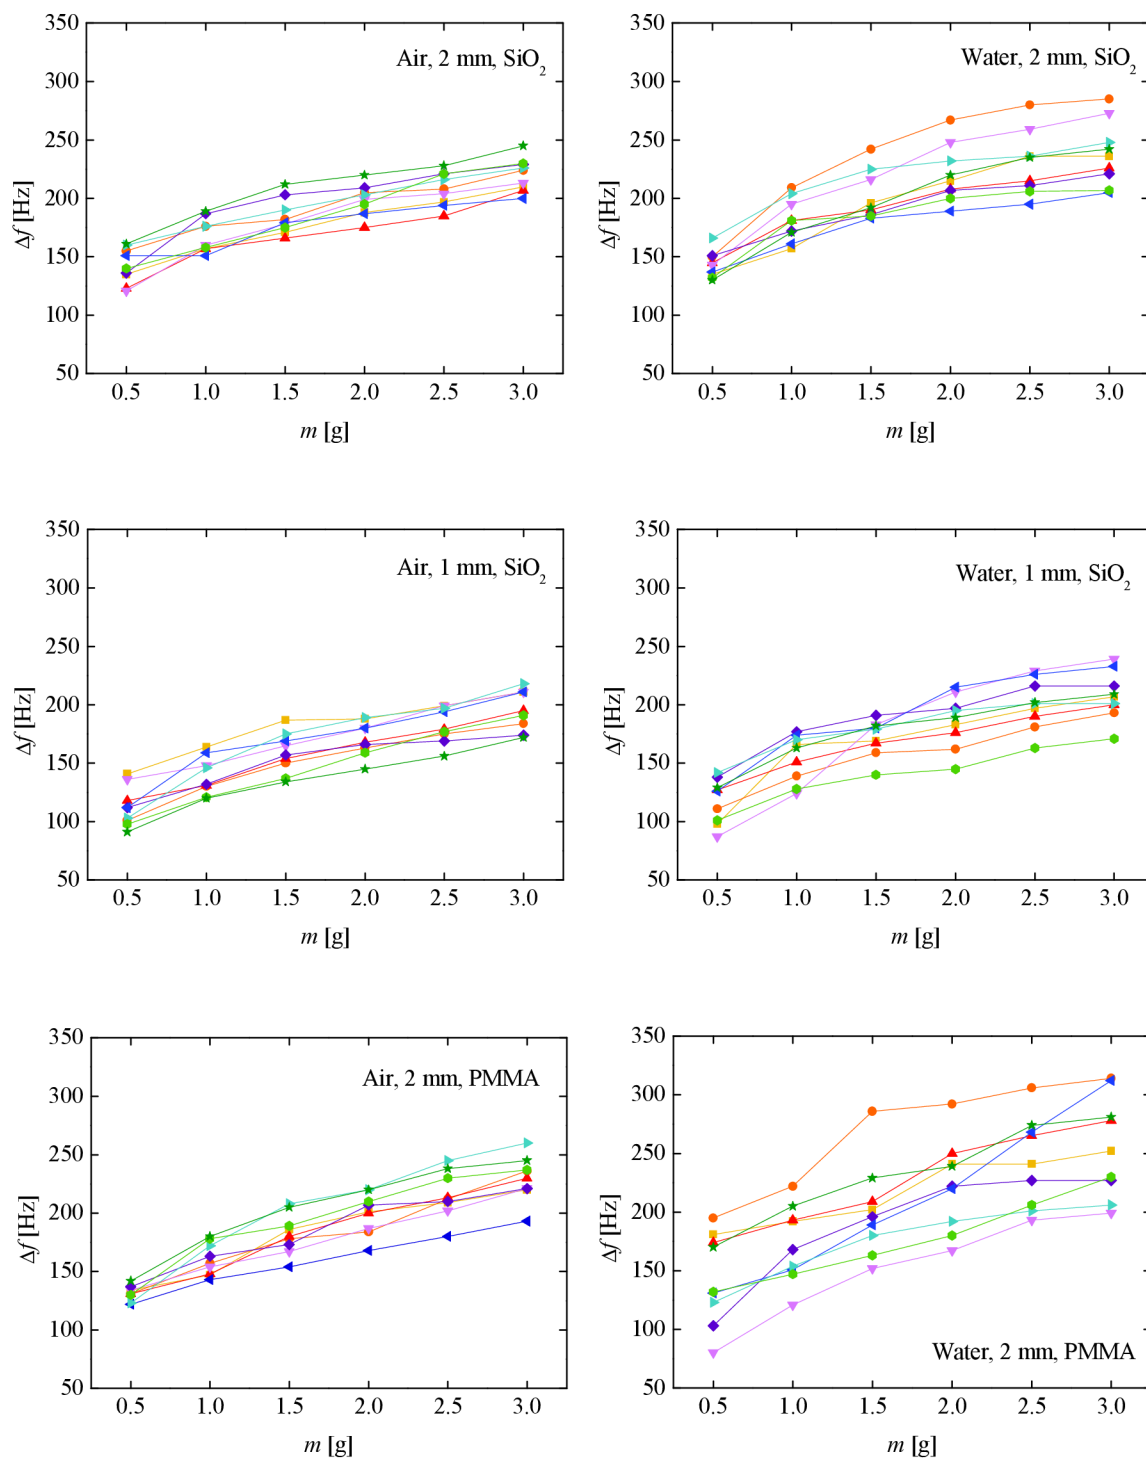 350
300
250
200
150
100
50
Δf [Hz]
Air, 2 mm, SiO₂
0.5 1.0 1.5 2.0 2.5 3.0
m [g]
350
300
250
200
150
100
50
Δf [Hz]
Water, 2 mm, SiO₂
0.5 1.0 1.5 2.0 2.5 3.0
m [g]
350
300
250
200
150
100
50
Δf [Hz]
Air, 1 mm, SiO₂
0.5 1.0 1.5 2.0 2.5 3.0
m [g]
350
300
250
200
150
100
50
Δf [Hz]
Water, 1 mm, SiO₂
0.5 1.0 1.5 2.0 2.5 3.0
m [g]
350
300
250
200
150
100
50
Δf [Hz]
Air, 2 mm, PMMA
0.5 1.0 1.5 2.0 2.5 3.0
m [g]
350
300
250
200
150
100
50
Δf [Hz]
Water, 2 mm, PMMA
0.5 1.0 1.5 2.0 2.5 3.0
m [g]